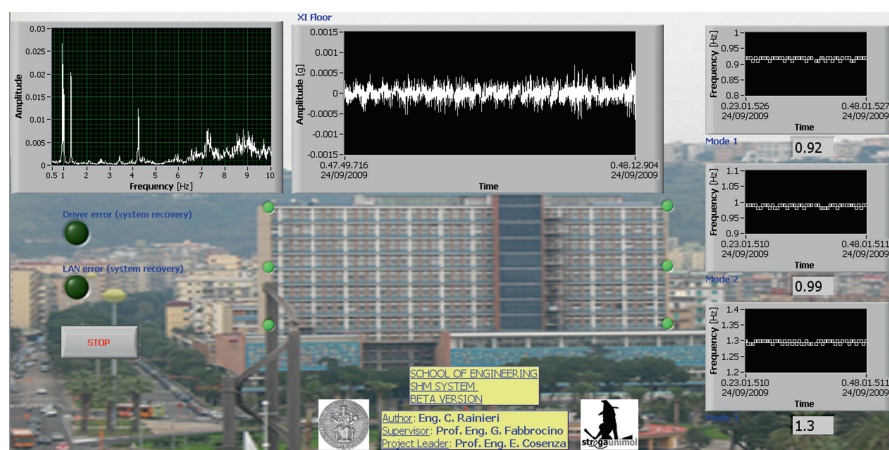 XI Floor
0.03
0.025
0.02
0.015
0.01
0.005
0
Amplitude
0.5 1 2 3 4 5 6 7 8 9 10
Frequency [Hz]
0.0015
0.001
0.0005
0
-0.0005
-0.001
-0.0015
Amplitude [g]
0.47.49.716
24/09/2009
0.48.12.904
24/09/2009
Time
1
0.95
0.9
0.85
0.8
Frequency [Hz]
0.23.01.526
24/09/2009
0.48.01.527
24/09/2009
Time
Mode 1
0.92
1.1
1.05
1
0.95
0.9
Frequency [Hz]
0.23.01.510
24/09/2009
0.48.01.511
24/09/2009
Time
Mode 2
0.99
1.4
1.35
1.3
1.25
1.2
Frequency [Hz]
0.23.01.510
24/09/2009
0.48.01.511
24/09/2009
Time
1.3
Driver error (system recovery)
LAN error (system recovery)
STOP
SCHOOL OF ENGINEERING
SHM SYSTEM
BETA VERSION
Author: Eng. C. Rainieri
Supervisor: Prof. Eng. G. Fabbrocino
Project Leader: Prof. Eng. E. Cosenza
stregaunimol